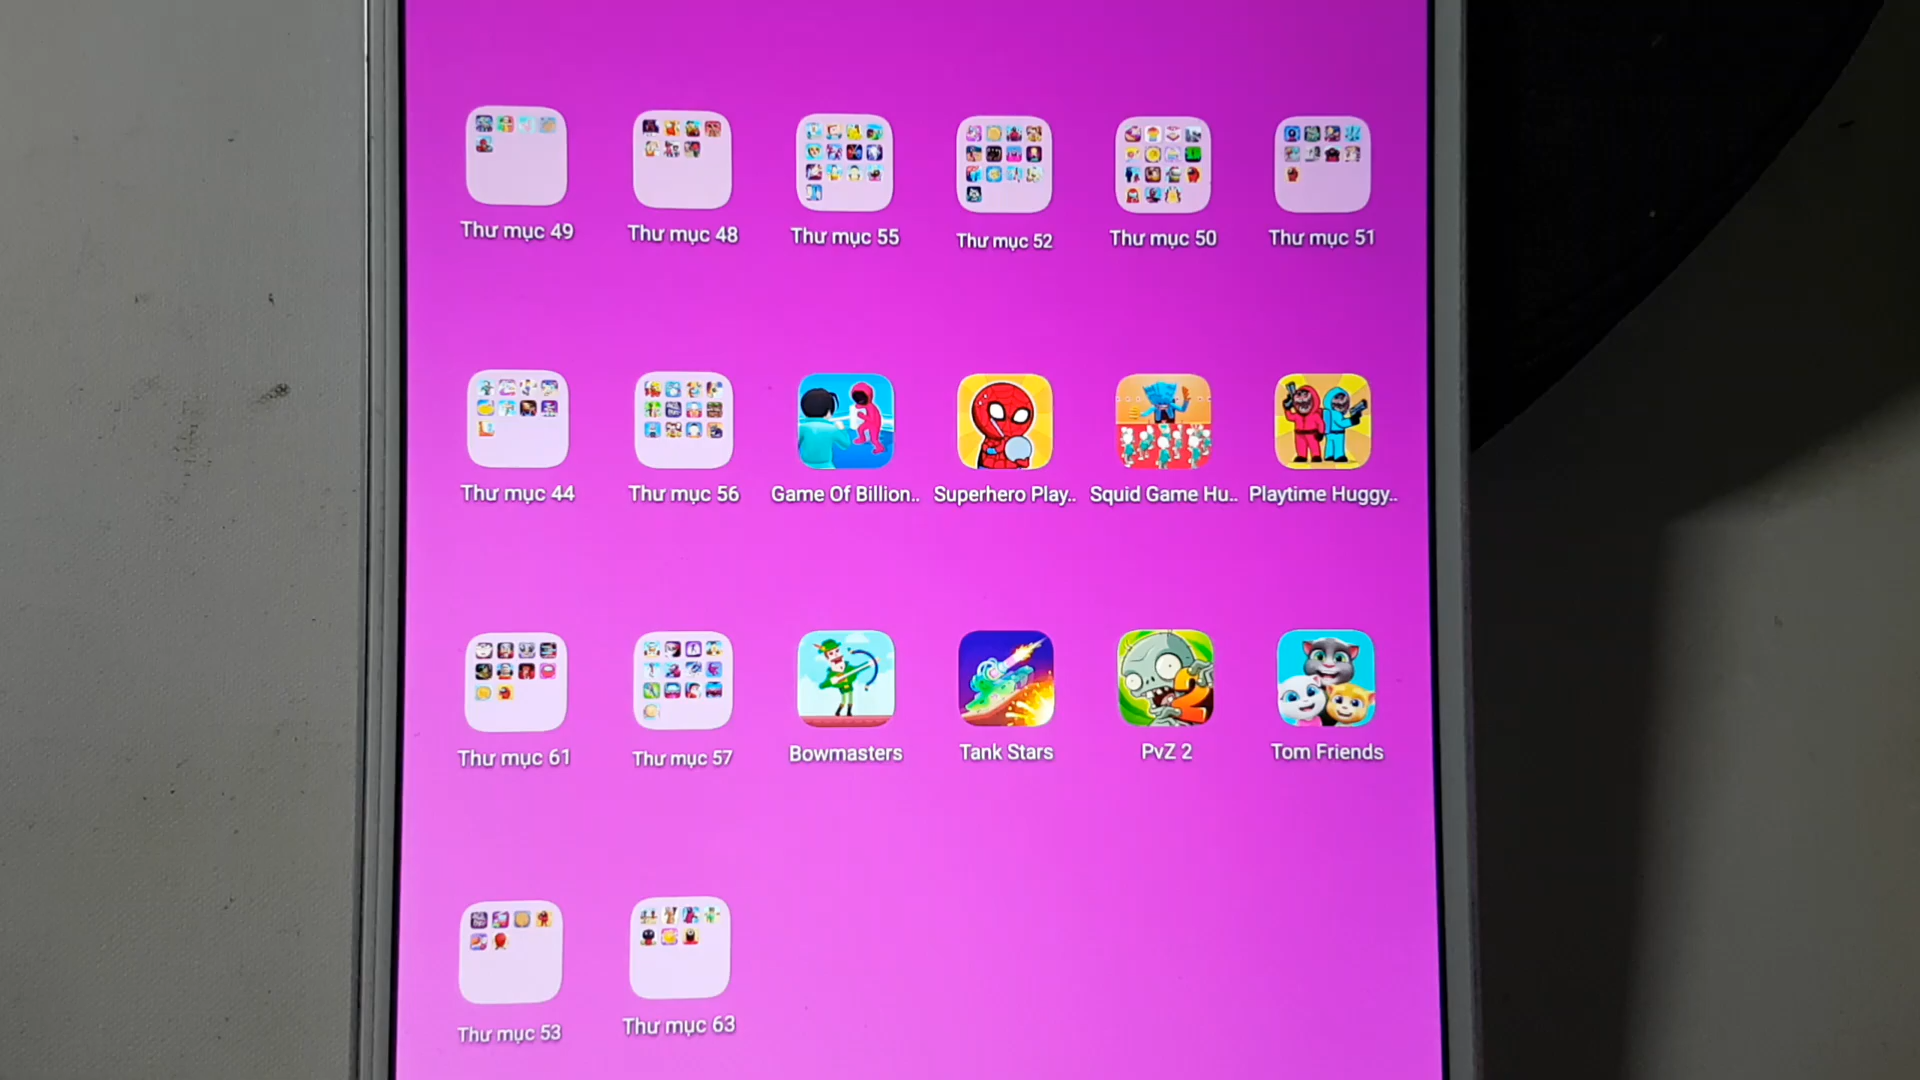 Thư mục 49
Thư mục 48
Thư mục 55
Thư mục 52
Thư mục 50
Thư mục 51
Thư mục 44
Thư mục 56
Game Of Billion..
Superhero Play..
Squid Game Hu..
Playtime Huggy..
Thư mục 61
Thư mục 57
Bowmasters
Tank Stars
2
PvZ 2
Tom Friends
Thư mục 53
Thư mục 63